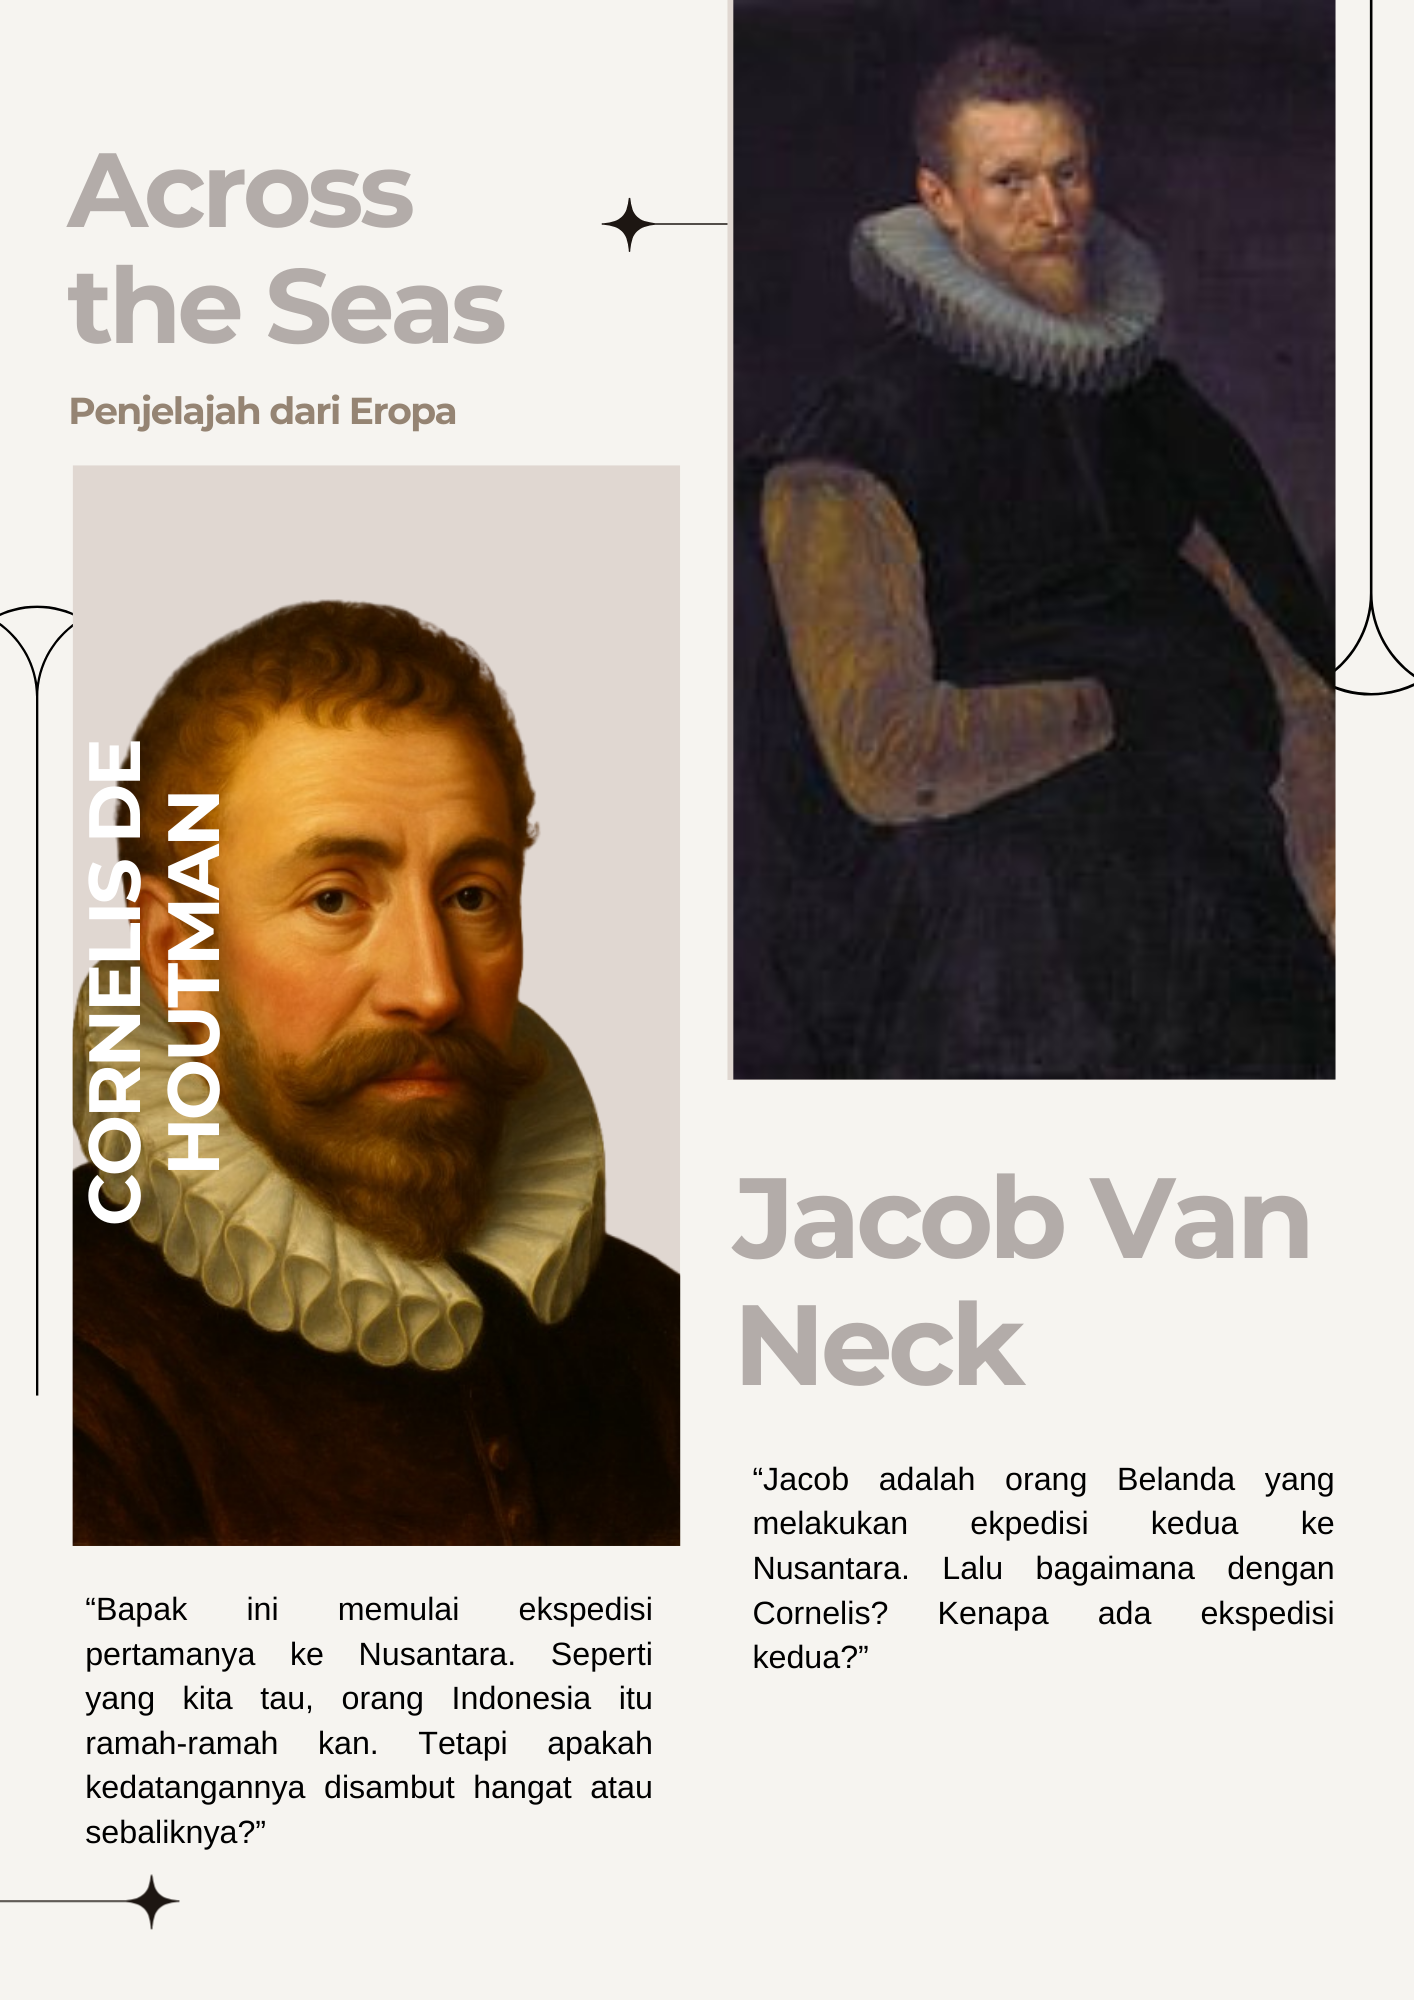 Across
the Seas
Penjelajah dari Eropa
CORNELIS DE
HOUTMAN
“Bapak ini memulai ekspedisi
pertamanya ke Nusantara. Seperti
yang kita tau, orang Indonesia itu
ramah-ramah kan. Tetapi apakah
kedatangannya disambut hangat atau
sebaliknya?”
Jacob Van
Neck
“Jacob adalah orang Belanda yang
melakukan ekpedisi kedua ke
Nusantara. Lalu bagaimana dengan
Cornelis? Kenapa ada ekspedisi
kedua?”